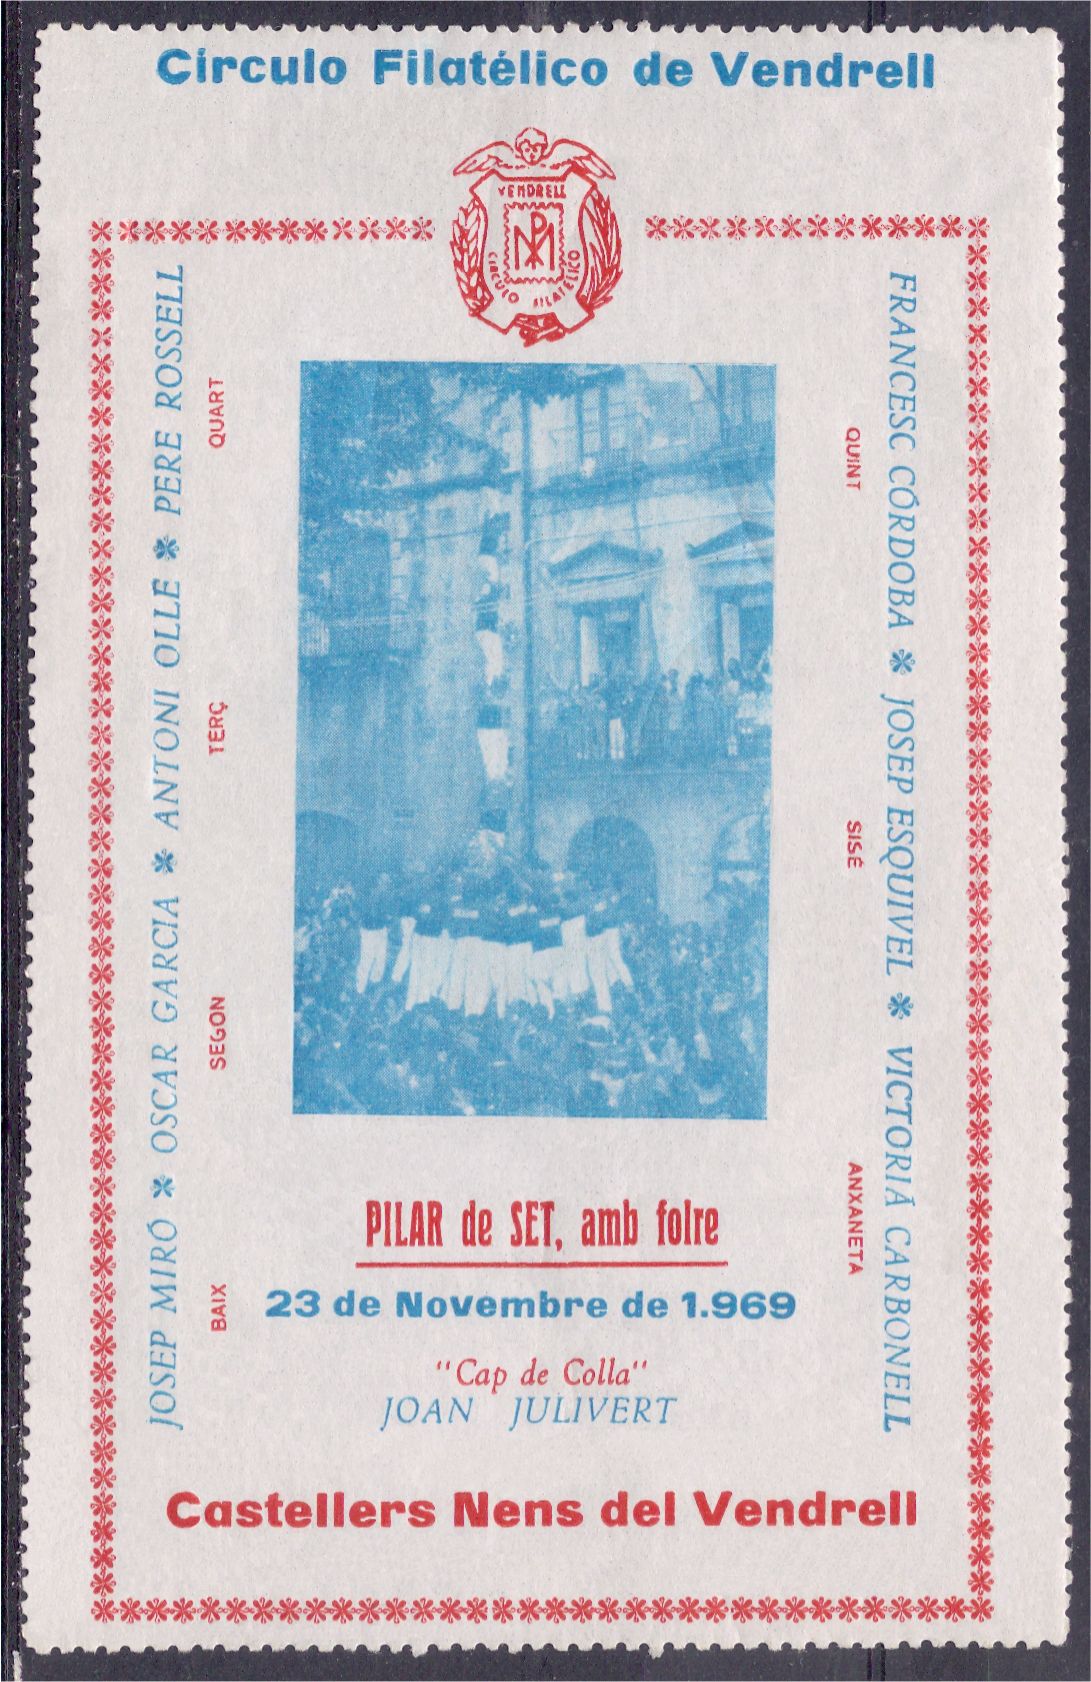 Círculo Filatélico de Vendrell
VENDRELL
CIRCULO FILATELICO
JOSEP MIRÓ * OSCAR GARCIA * ANTONI OLLE * PERE ROSSELL
BAIX SEGON TERÇ QUART
FRANCESC CÓRDOBA * JOSEP ESQUIVEL * VICTORIÁ CARBONELL
QUINT SISÉ ANXANETA
PILAR de SET, amb folre
23 de Novembre de 1.969
"Cap de Colla"
JOAN JULIVERT
Castellers Nens del Vendrell